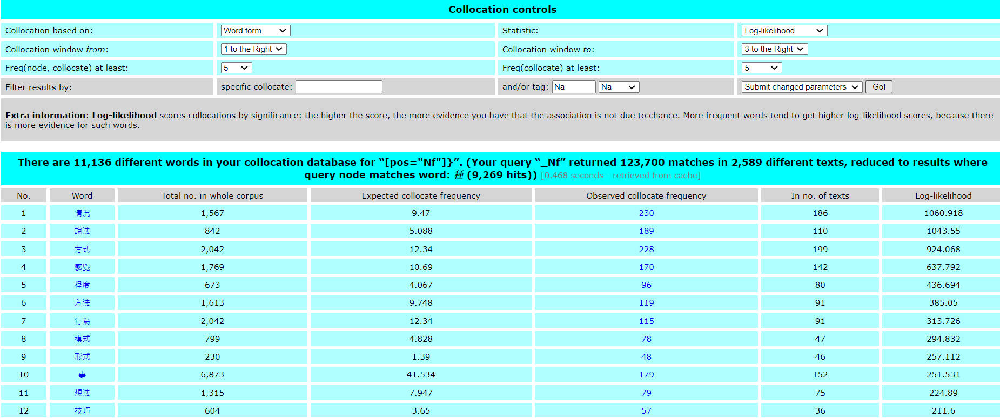 Collocation controls
Collocation based on: Word form Statistic: Log-likelihood
Collocation window from: 1 to the Right Collocation window to: 3 to the Right
Freq(node, collocate) at least: 5 Freq(collocate) at least: 5
Filter results by: specific collocate: and/or tag: Na Na Submit changed parameters Go!
Extra information: Log-likelihood scores collocations by significance: the higher the score, the more evidence you have that the association is not due to chance. More frequent words tend to get higher log-likelihood scores, because there
is more evidence for such words.
There are 11,136 different words in your collocation database for “[pos="Nf"]}”. (Your query “_Nf” returned 123,700 matches in 2,589 different texts, reduced to results where
query node matches word: 種 (9,269 hits)) [0.468 seconds - retrieved from cache]
No. Word Total no. in whole corpus Expected collocate frequency Observed collocate frequency In no. of texts Log-likelihood
1 情況 1,567 9.47 230 186 1060.918
2 說法 842 5.088 189 110 1043.55
3 方式 2,042 12.34 228 199 924.068
4 感覺 1,769 10.69 170 142 637.792
5 程度 673 4.067 96 80 436.694
6 方法 1,613 9.748 119 91 385.05
7 行為 2,042 12.34 115 91 313.726
8 模式 799 4.828 78 47 294.832
9 形式 230 1.39 48 46 257.112
10 事 6,873 41.534 179 152 251.531
11 想法 1,315 7.947 79 75 224.89
12 技巧 604 3.65 57 36 211.6